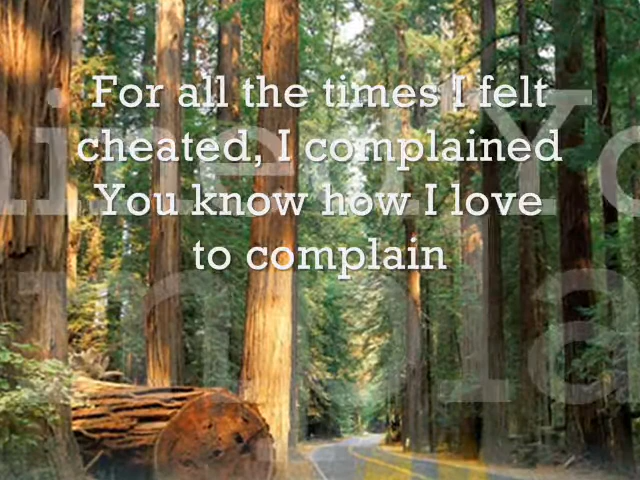 For all the times I felt
cheated, I complained
You know how I love
to complain